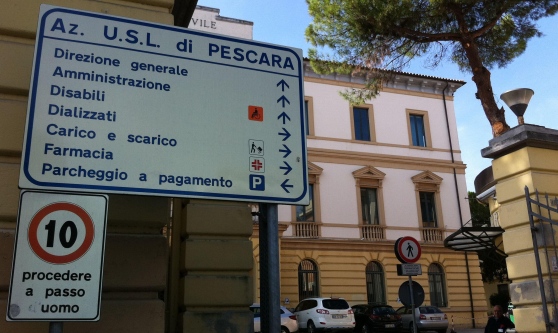 VILE
Az. U.S.L. di PESCARA
Direzione generale
Amministrazione
Disabili
Dializzati
Carico e scarico
Farmacia
Parcheggio a pagamento P
10
procedere
a passo
d'uomo